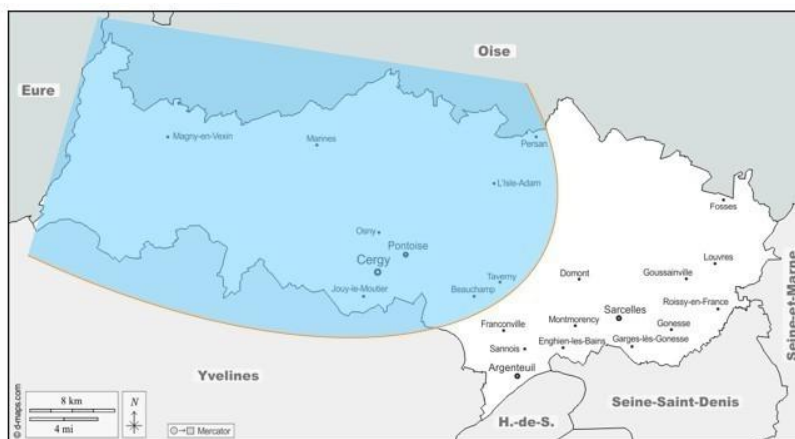 Oise
Eure
Magny-en-Vexin
Marines
Persan
L'Isle-Adam
Fosses
Osny
Pontoise
Cergy
Louvres
Taverny
Domont
Goussainville
Jouy-le-Moutier
Beauchamp
Roissy-en-France
Sarcelles
Montmorency
Franconville
Gonesse
Enghien-les-Bains
Garges-lès-Gonesse
Sannois
Argenteuil
Seine-et-Marne
Yvelines
Seine-Saint-Denis
H.-de-S.
8 km
4 mi
N
Mercator
© d-maps.com